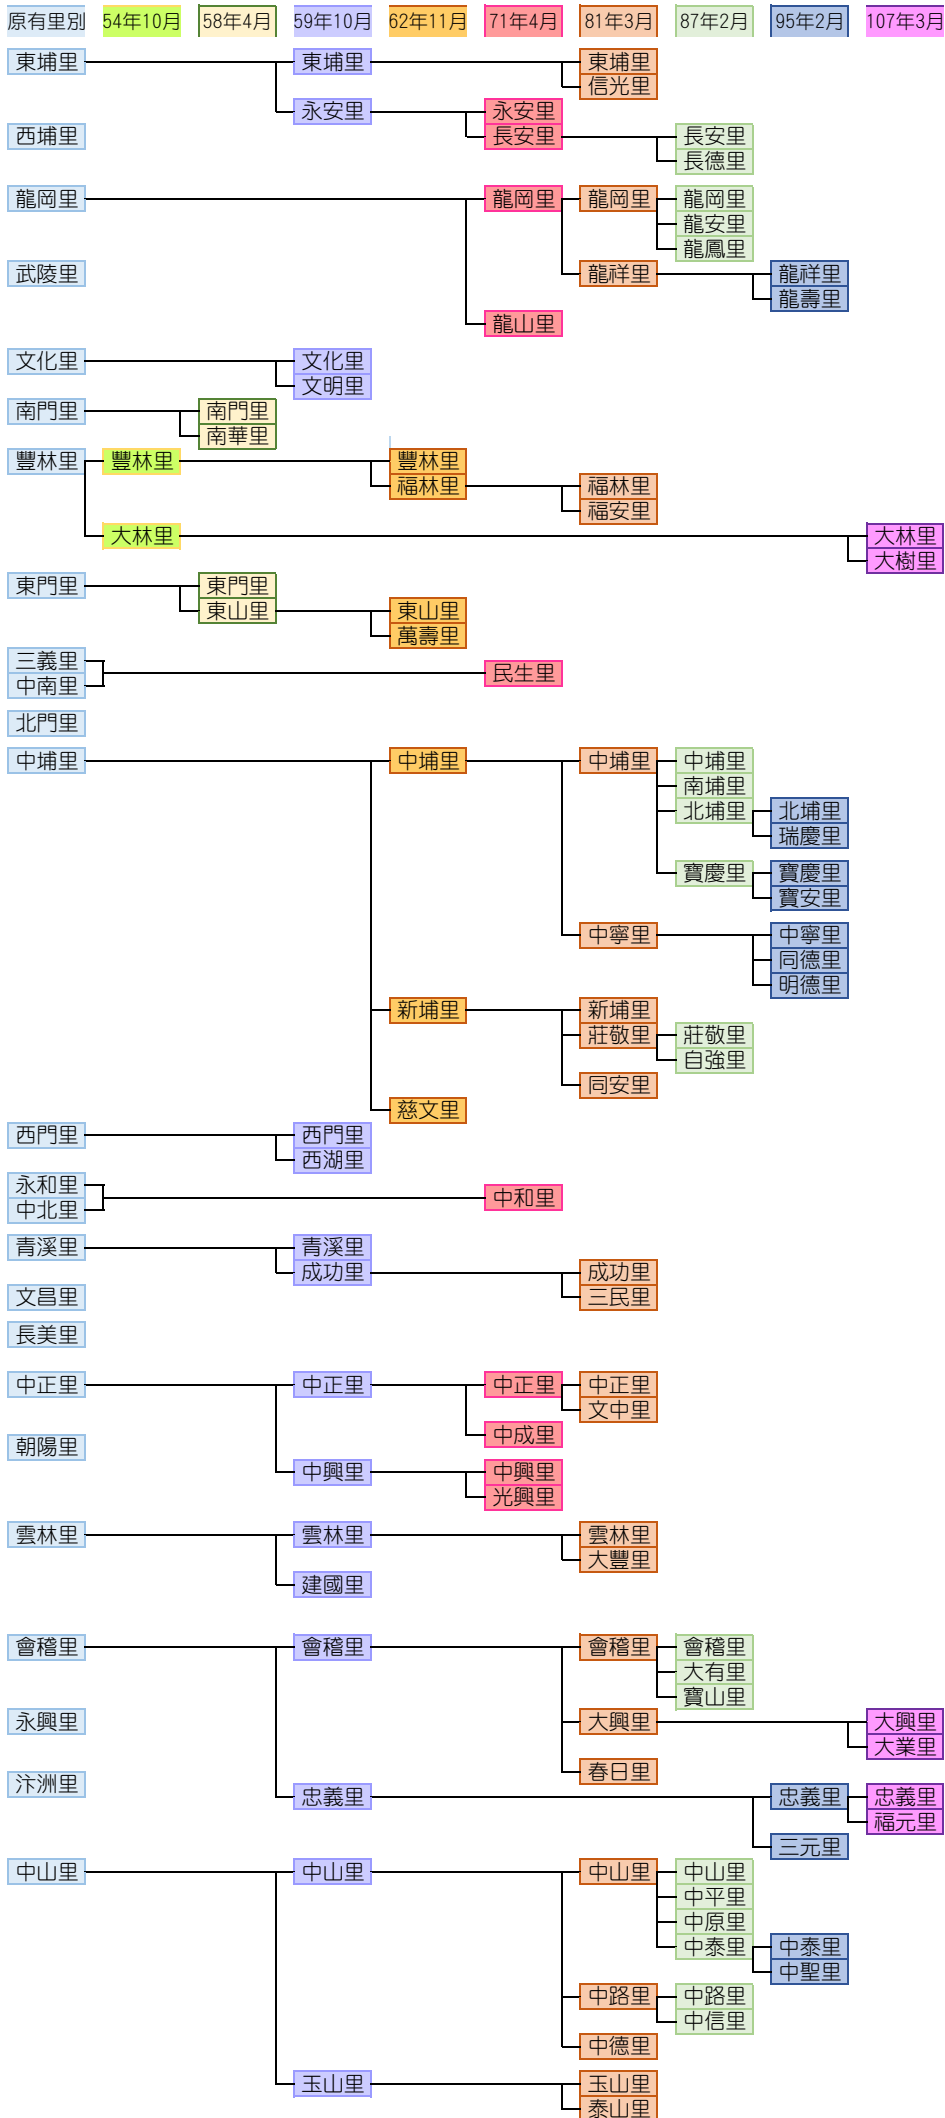 原有里別 54年10月 58年4月 59年10月 62年11月 71年4月 81年3月 87年2月 95年2月 107年3月
東埔里 東埔里 東埔里
信光里
永安里 永安里
西埔里 長安里 長安里
長德里
龍岡里 龍岡里 龍岡里 龍岡里
龍安里
龍鳳里
武陵里 龍祥里 龍祥里
龍壽里
龍山里
文化里 文化里
文明里
南門里 南門里
南華里
豐林里 豐林里 豐林里
福林里 福林里
福安里
大林里 大林里
大樹里
東門里 東門里
東山里 東山里
萬壽里
三義里
民生里
中南里
北門里
中埔里 中埔里 中埔里 中埔里
南埔里
北埔里 北埔里
瑞慶里
寶慶里 寶慶里
寶安里
中寧里 中寧里
同德里
明德里
新埔里 新埔里
莊敬里 莊敬里
自強里
同安里
慈文里
西門里 西門里
西湖里
永和里
中和里
中北里
青溪里 青溪里
成功里 成功里
文昌里 三民里
長美里
中正里 中正里 中正里 中正里
文中里
中成里
朝陽里
中興里 中興里
光興里
雲林里 雲林里 雲林里
大豐里
建國里
會稽里 會稽里 會稽里 會稽里
大有里
寶山里
永興里 大興里 大興里
大業里
春日里
汴洲里
忠義里 忠義里 忠義里
福元里
三元里
中山里 中山里 中山里 中山里
中平里
中原里
中泰里 中泰里
中聖里
中路里 中路里
中信里
中德里
玉山里 玉山里
泰山里